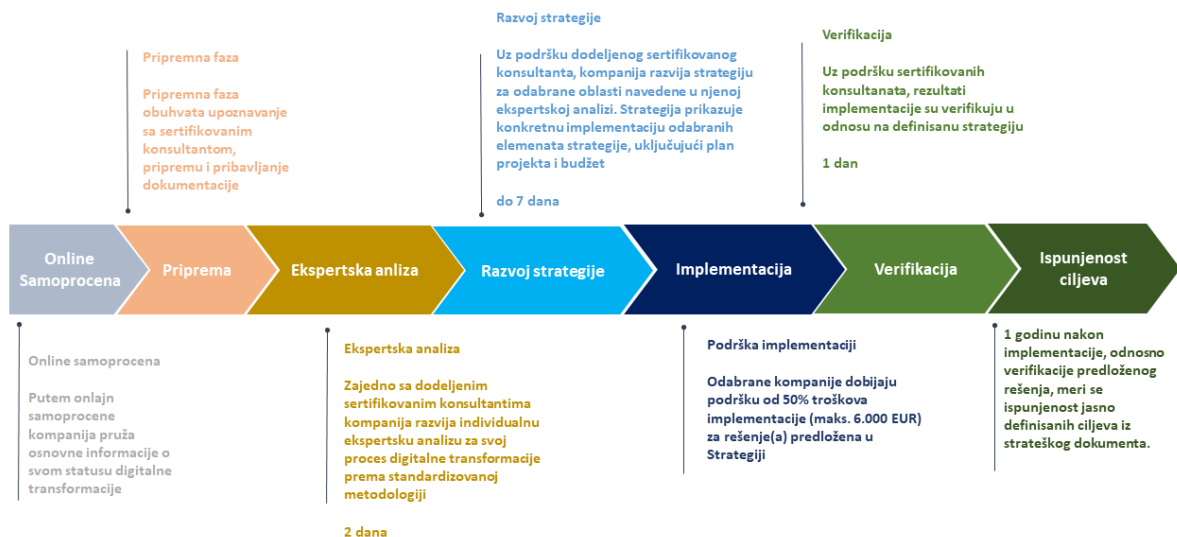 Razvoj strategije
Uz podršku dodeljenog sertifikovanog
konsultanta, kompanija razvija strategiju
za odabrane oblasti navedene u njenoj
ekspertskoj analizi. Strategija prikazuje
konkretnu implementaciju odabranih
elemenata strategije, uključujući plan
projekta i budžet
do 7 dana
Verifikacija
Uz podršku sertifikovanih
konsultanata, rezultati
implementacije su verifikuju u
odnosu na definisanu strategiju
1 dan
Pripremna faza
Pripremna faza
obuhvata upoznavanje
sa sertifikovanim
konsultantom,
pripremu i pribavljanje
dokumentacije
Online
Samoprocena
Priprema
Ekspertska anliza
Razvoj strategije
Implementacija
Verifikacija
Ispunjenost
ciljeva
Online samoprocena
Putem onlajn
samoprocene
kompanija pruža
osnovne informacije o
svom statusu digitalne
transformacije
Ekspertska analiza
Zajedno sa dodeljenim
sertifikovanim konsultantima
kompanija razvija individualnu
ekspertsku analizu za svoj
proces digitalne transformacije
prema standardizovanoj
metodologiji
2 dana
Podrška implementaciji
Odabrane kompanije dobijaju
podršku od 50% troškova
implementacije (maks. 6.000 EUR)
za rešenje(a) predložena u
Strategiji
1 godinu nakon
implementacije, odnosno
verifikacije predloženog
rešenja, meri se
ispunjenost jasno
definisanih ciljeva iz
strateškog dokumenta.